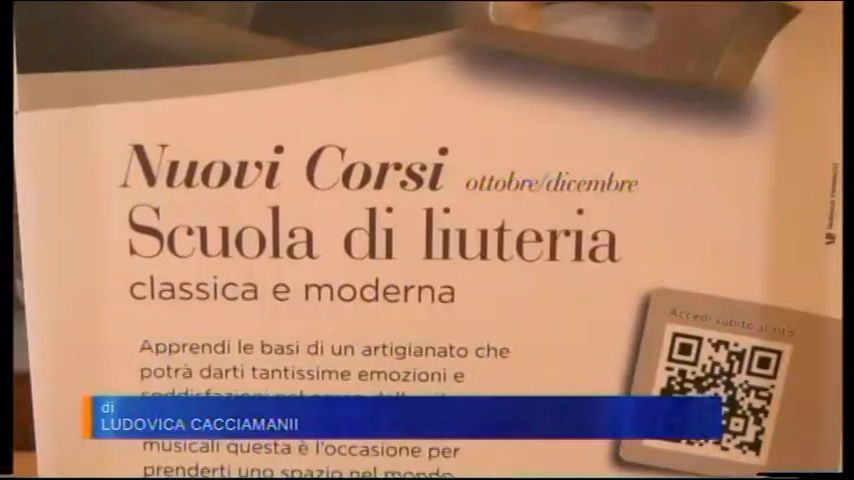 Nuovi Corsi ottobre/dicembre
Scuola di liuteria
classica e moderna
Accedi subito al sito
Apprendi le basi di un artigianato che
potrà darti tantissime emozioni e
di
LUDOVICA CACCIAMANII
musicali questa è l'occasione per
prenderti uno spazio nel mondo